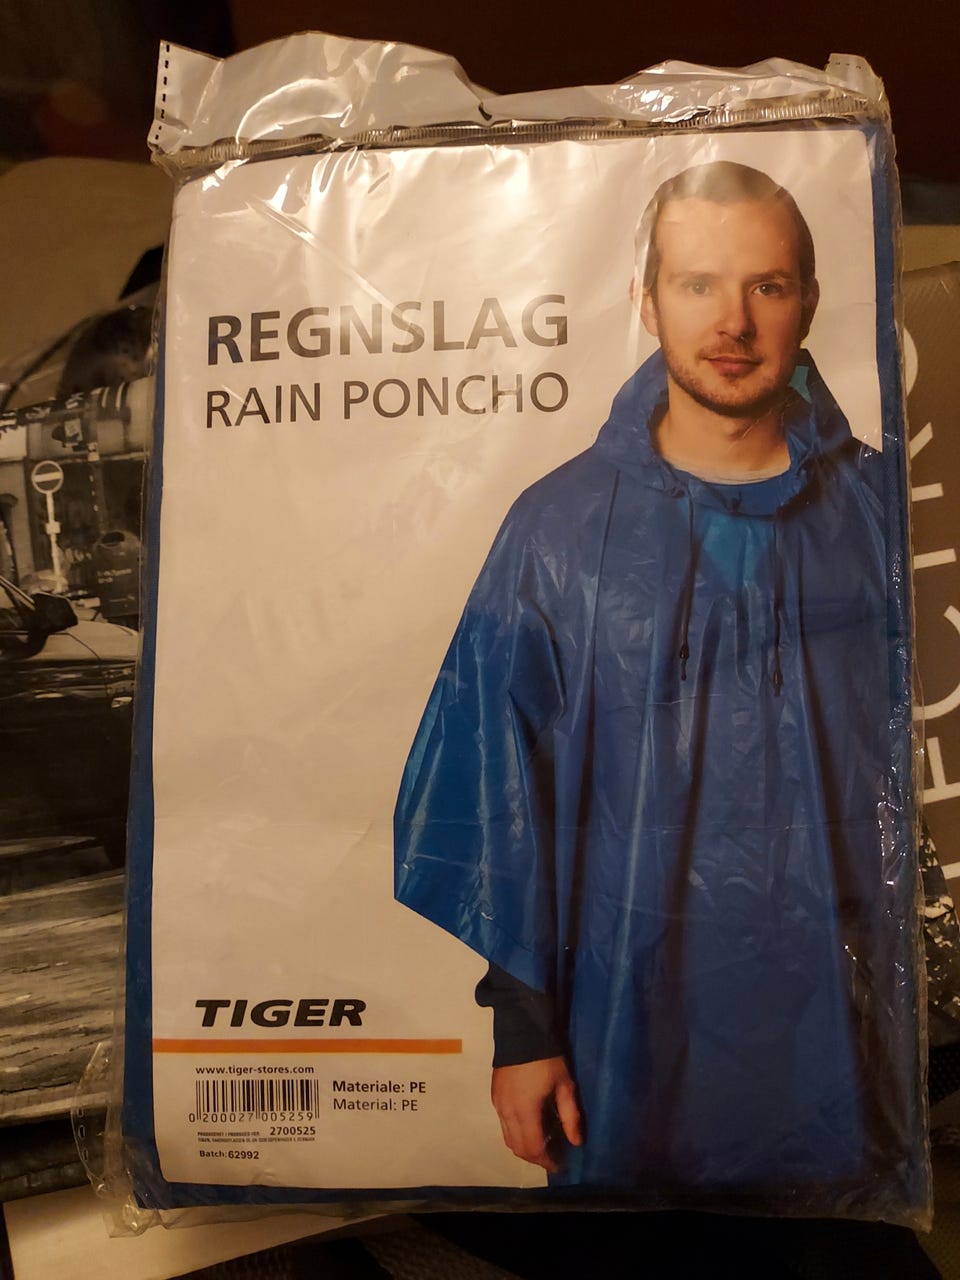 REGNSLAG
RAIN PONCHO
TIGER
www.tiger-stores.com
0 200027 005259
2700525
Batch: 62992
Materiale: PE
Material: PE